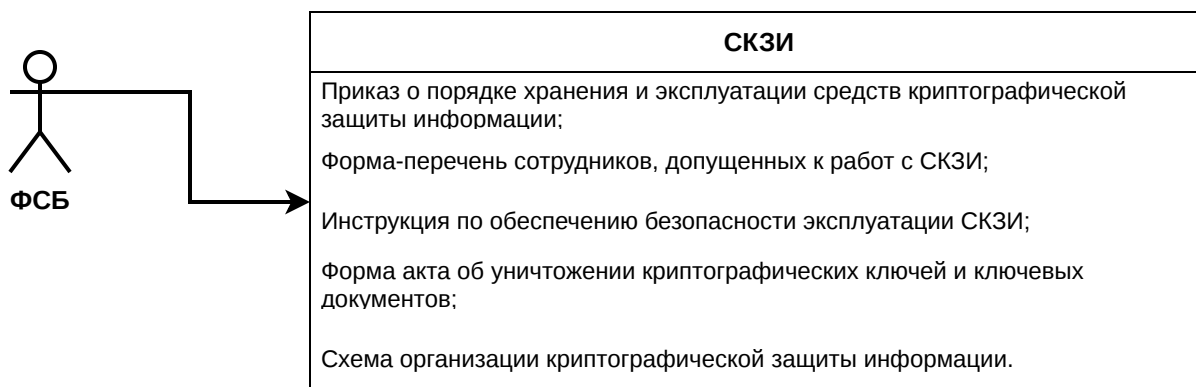 СКЗИ
Приказ о порядке хранения и эксплуатации средств криптографической
защиты информации;
Форма-перечень сотрудников, допущенных к работ с СКЗИ;
ФСБ
Инструкция по обеспечению безопасности эксплуатации СКЗИ;
Форма акта об уничтожении криптографических ключей и ключевых
документов;
Схема организации криптографической защиты информации.